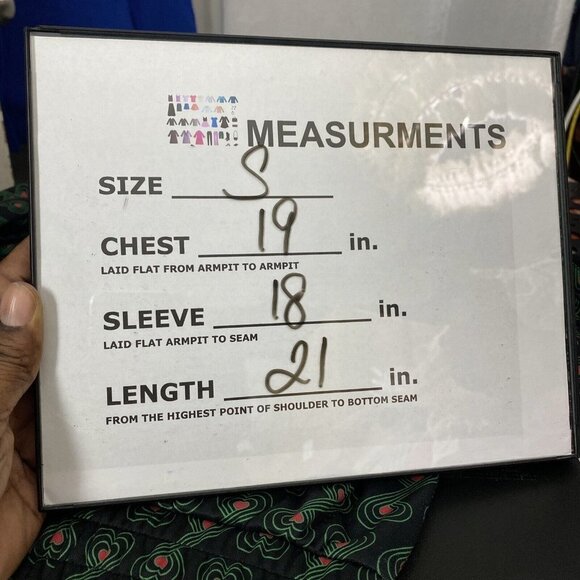 MEASURMENTS
SIZE S
CHEST 19 in.
LAID FLAT FROM ARMPIT TO ARMPIT
SLEEVE 18 in.
LAID FLAT ARMPIT TO SEAM
LENGTH 21 in.
FROM THE HIGHEST POINT OF SHOULDER TO BOTTOM SEAM